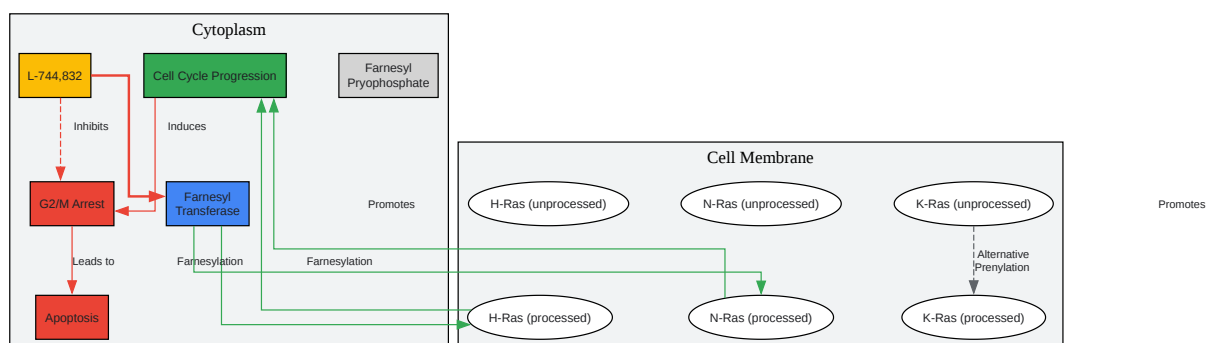 Cytoplasm
L-744,832
Cell Cycle Progression
Farnesyl
Pryophosphate
Inhibits
Induces
Cell Membrane
G2/M Arrest
Farnesyl
Transferase
Promotes
H-Ras (unprocessed)
N-Ras (unprocessed)
K-Ras (unprocessed)
Promotes
Leads to
Farnesylation
Farnesylation
Alternative
Prenylation
Apoptosis
H-Ras (processed)
N-Ras (processed)
K-Ras (processed)